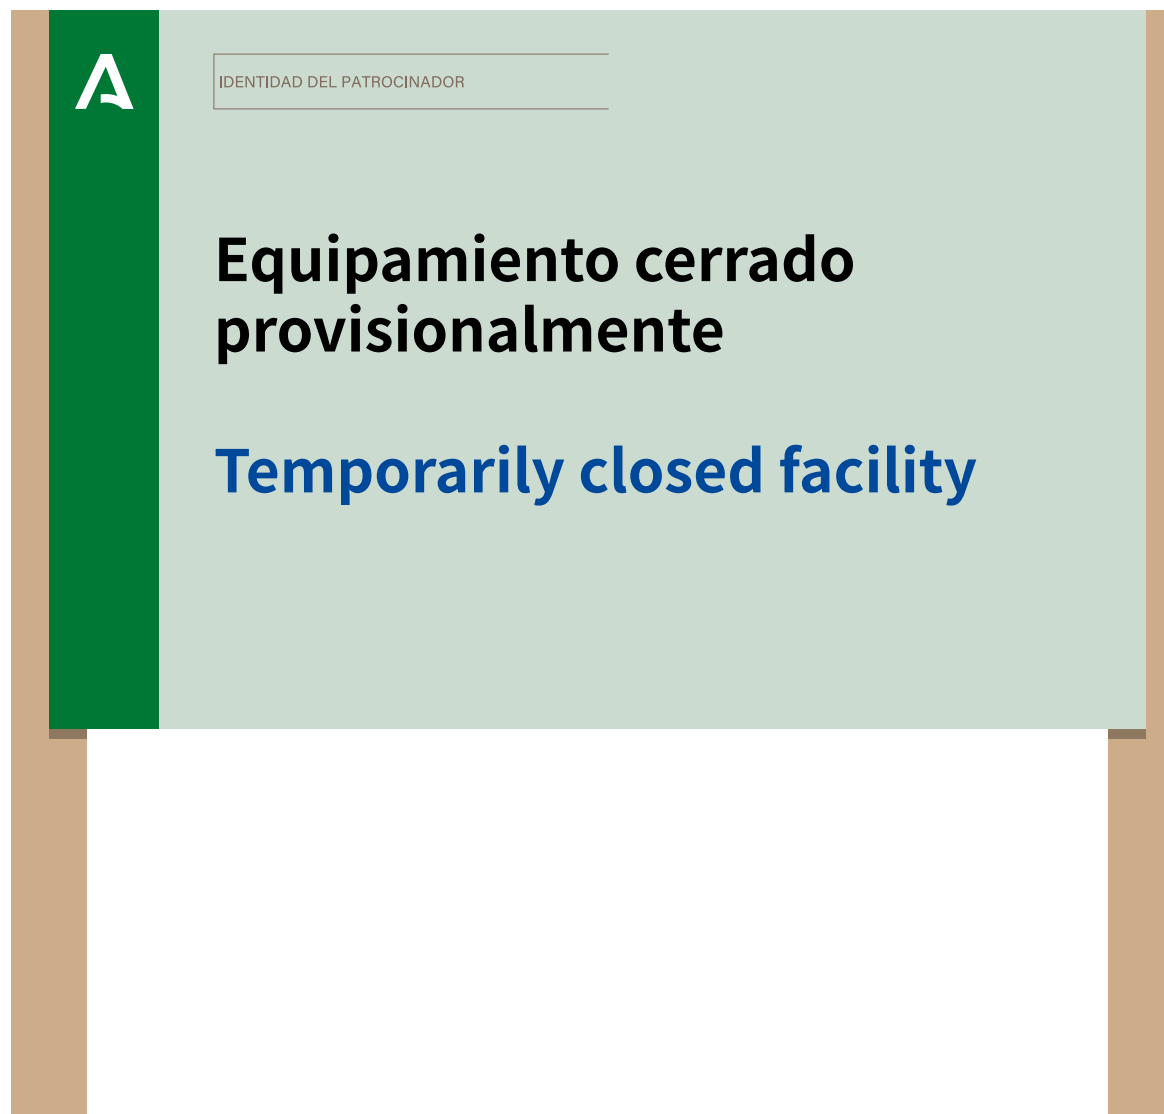 IDENTIDAD DEL PATROCINADOR
Equipamiento cerrado
provisionalmente
Temporarily closed facility